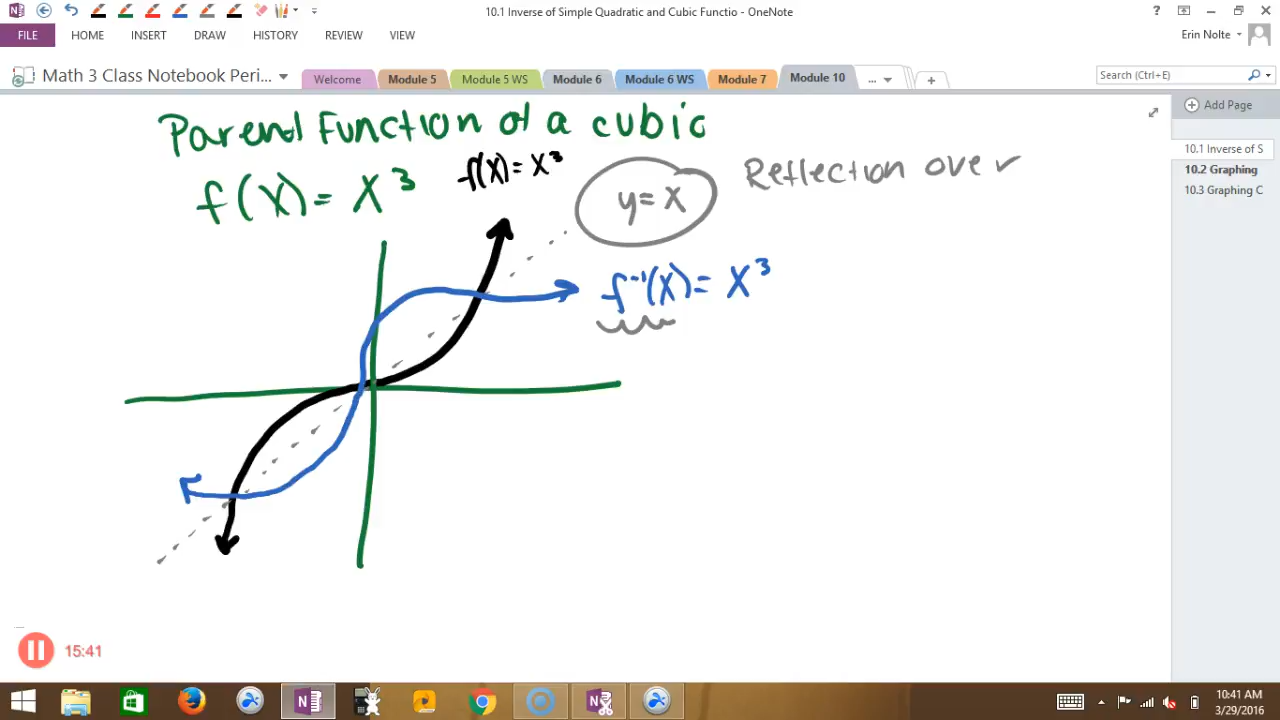 10.1 Inverse of Simple Quadratic and Cubic Functio - OneNote
FILE HOME INSERT DRAW HISTORY REVIEW VIEW
Erin Nolte
Math 3 Class Notebook Peri...
Welcome Module 5 Module 5 WS Module 6 Module 6 WS Module 7 Module 10 ...
Search (Ctrl+E)
Add Page
10.1 Inverse of S
10.2 Graphing
10.3 Graphing C
Parent Function of a cubic
f(x)= x³
f(x)= x³
y=x
Reflection over
f⁻¹(x)= x³
15:41
10:41 AM
3/29/2016